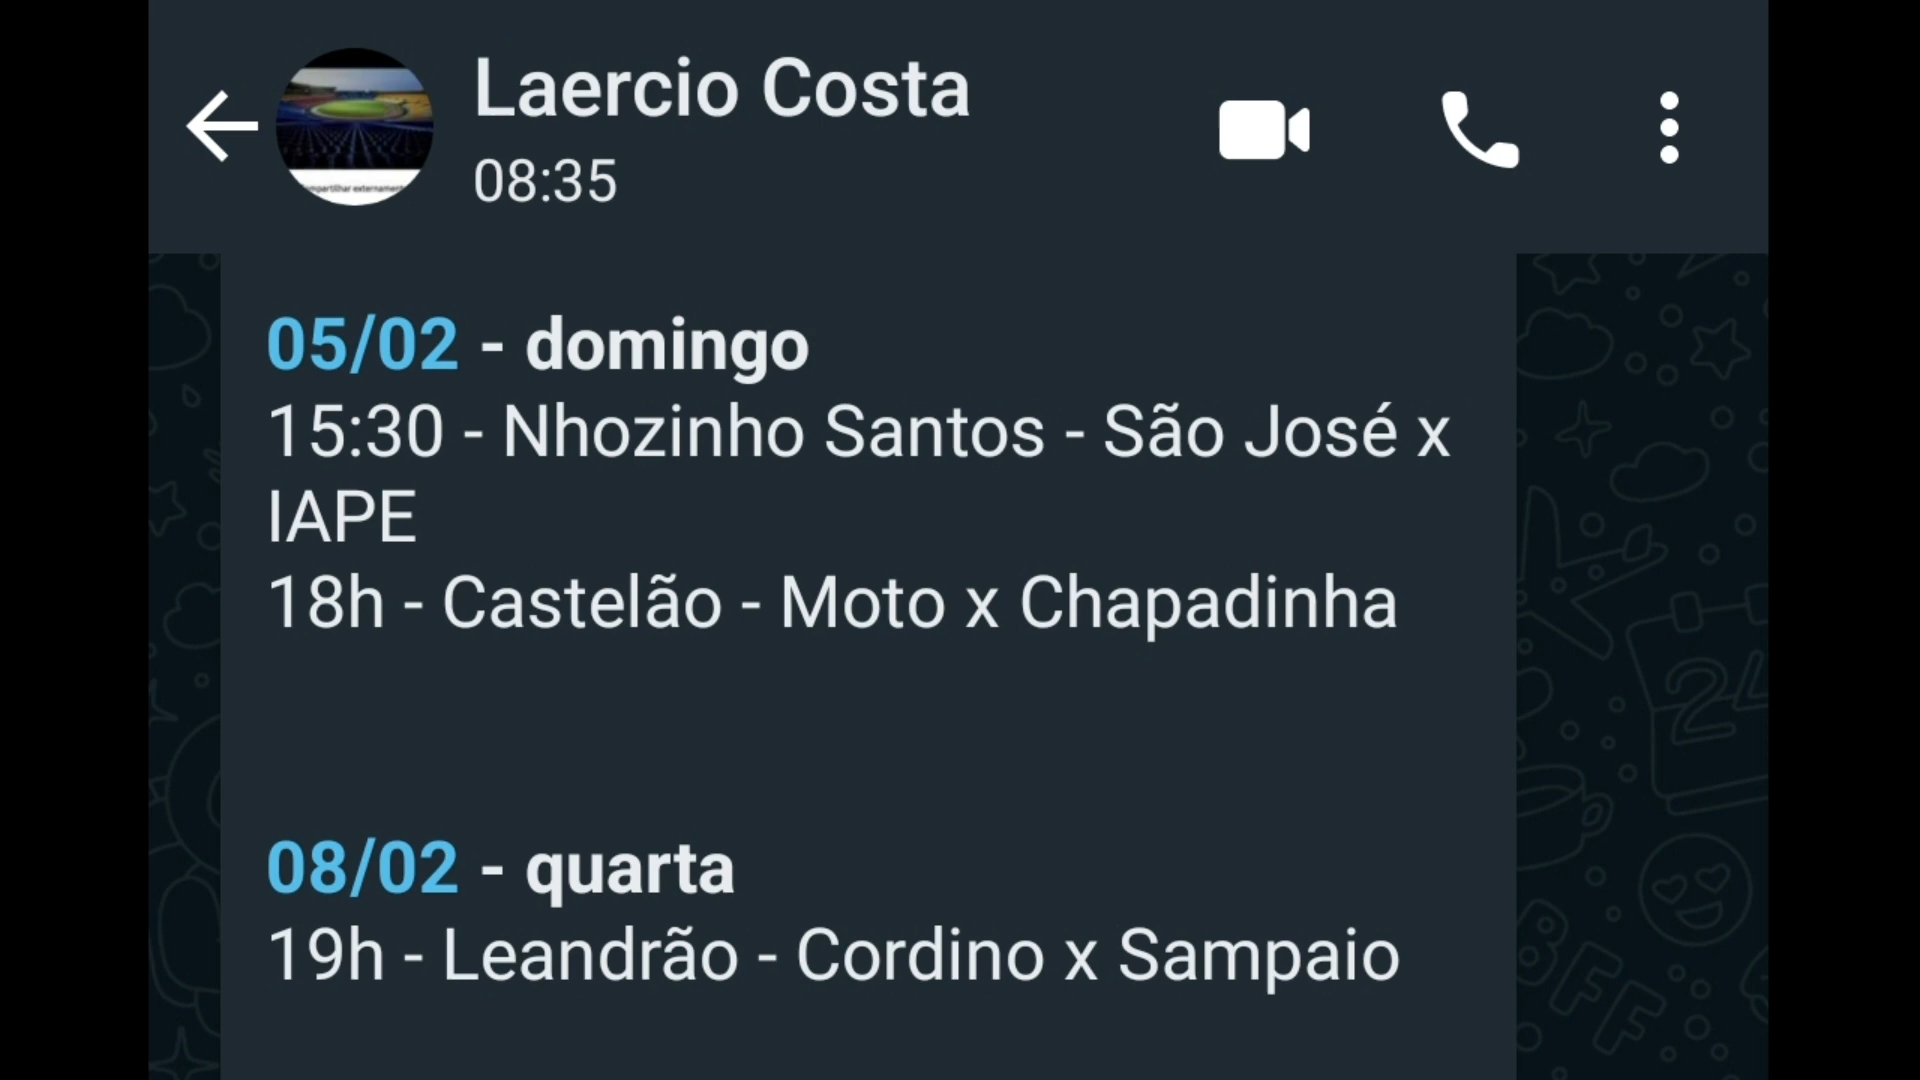 Laercio Costa
08:35
05/02 - domingo
15:30 - Nhozinho Santos - São José x
IAPE
18h - Castelão - Moto x Chapadinha
08/02 - quarta
19h - Leandrão - Cordino x Sampaio
BFF